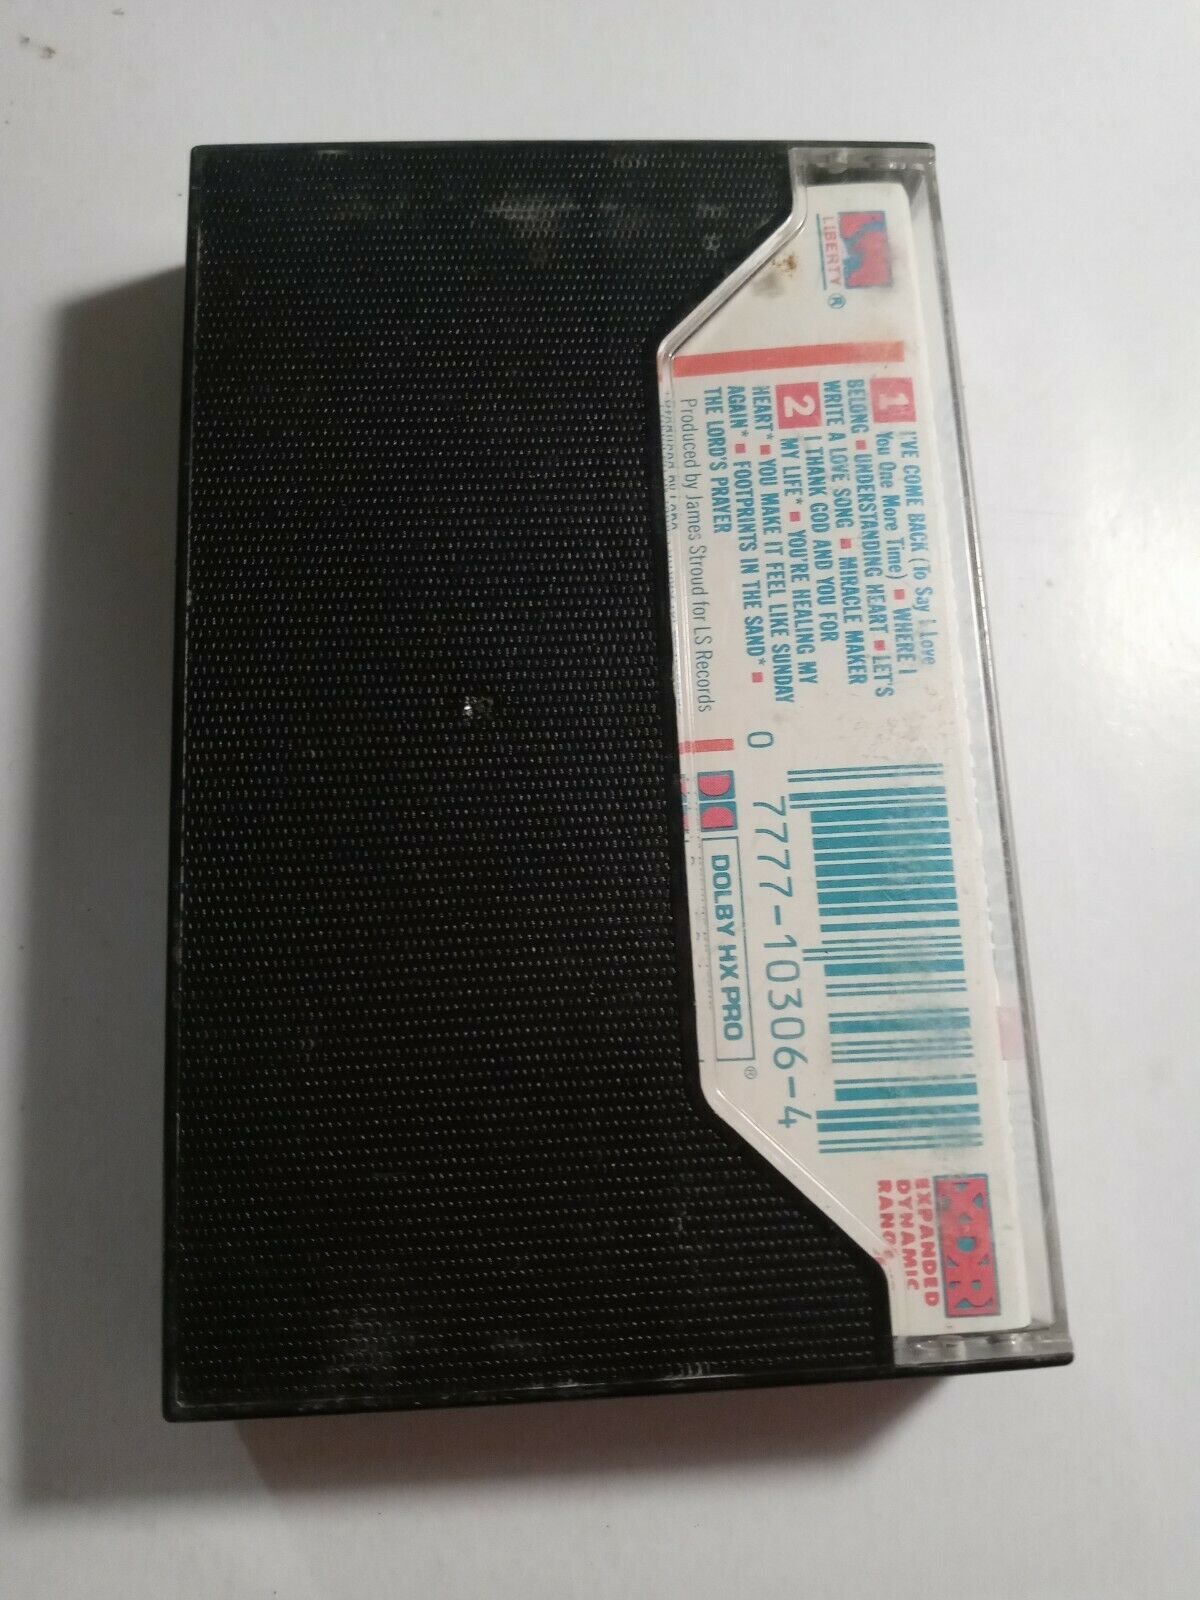 LIBERTY®
1 I'VE COME BACK (To Say I Love
You One More Time) ■ WHERE I
BELONG ■ UNDERSTANDING HEART ■ LET'S
WRITE A LOVE SONG ■ MIRACLE MAKER
2 I THANK GOD AND YOU FOR
MY LIFE* ■ YOU'RE HEALING MY
HEART* ■ YOU MAKE IT FEEL LIKE SUNDAY
AGAIN* ■ FOOTPRINTS IN THE SAND* ■
THE LORD'S PRAYER
Produced by James Stroud for LS Records
0 7777-10306-4
DOLBY HX PRO®
XDR
EXPANDED
DYNAMIC
RANGE